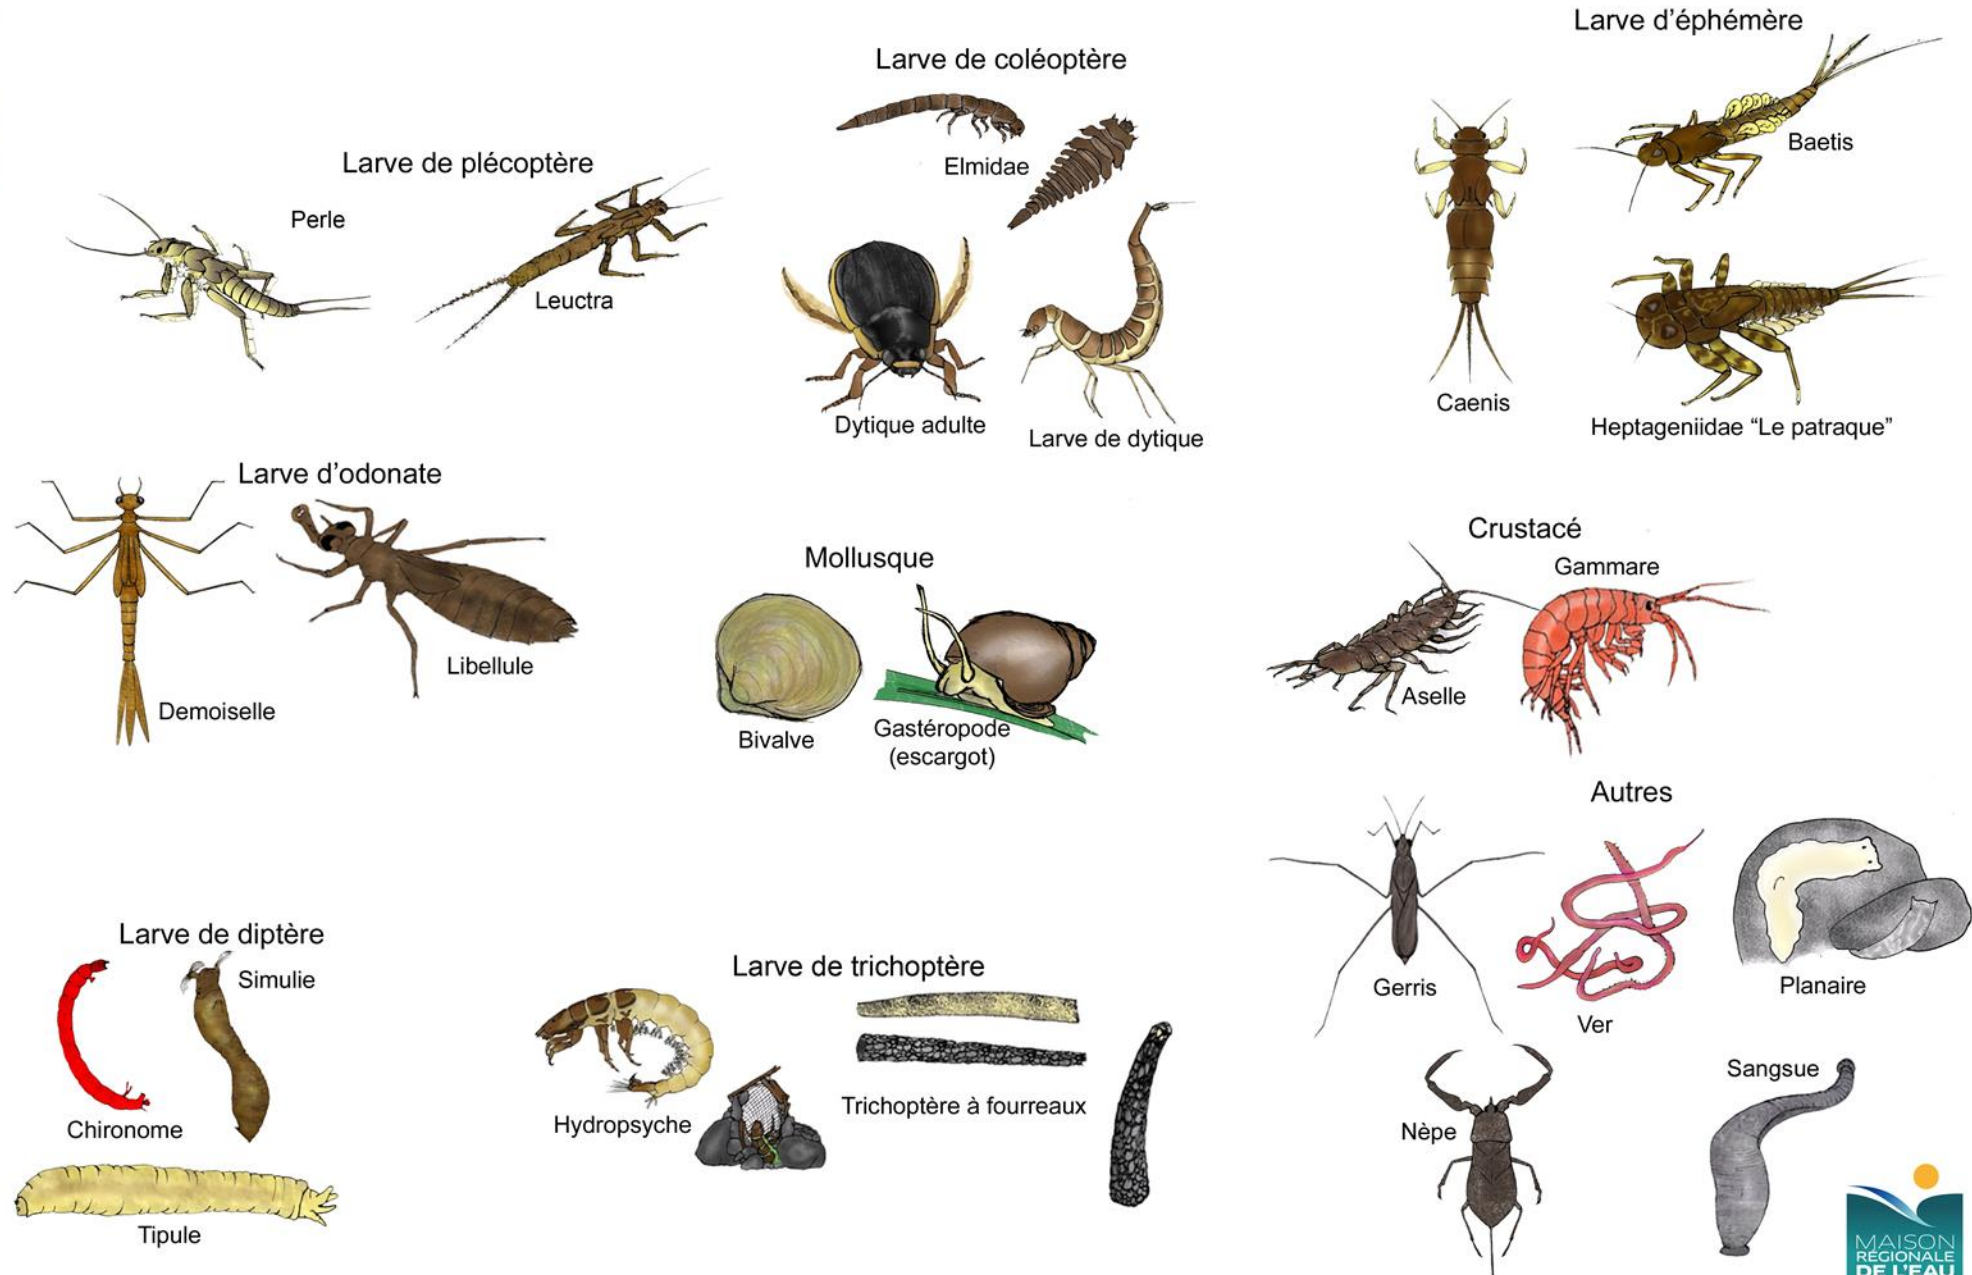 Larve de plécoptère
Perle
Leuctra
Larve de coléoptère
Elmidae
Dytique adulte
Larve de dytique
Larve d’éphémère
Baetis
Caenis
Heptageniidae “Le patraque”
Larve d’odonate
Libellule
Demoiselle
Mollusque
Bivalve
Gastéropode
(escargot)
Crustacé
Gammare
Aselle
Autres
Gerris
Ver
Planaire
Nèpe
Sangsue
Larve de diptère
Simulie
Chironome
Tipule
Larve de trichoptère
Hydropsyche
Trichoptère à fourreaux
MAISON
RÉGIONALE
DE L’EAU